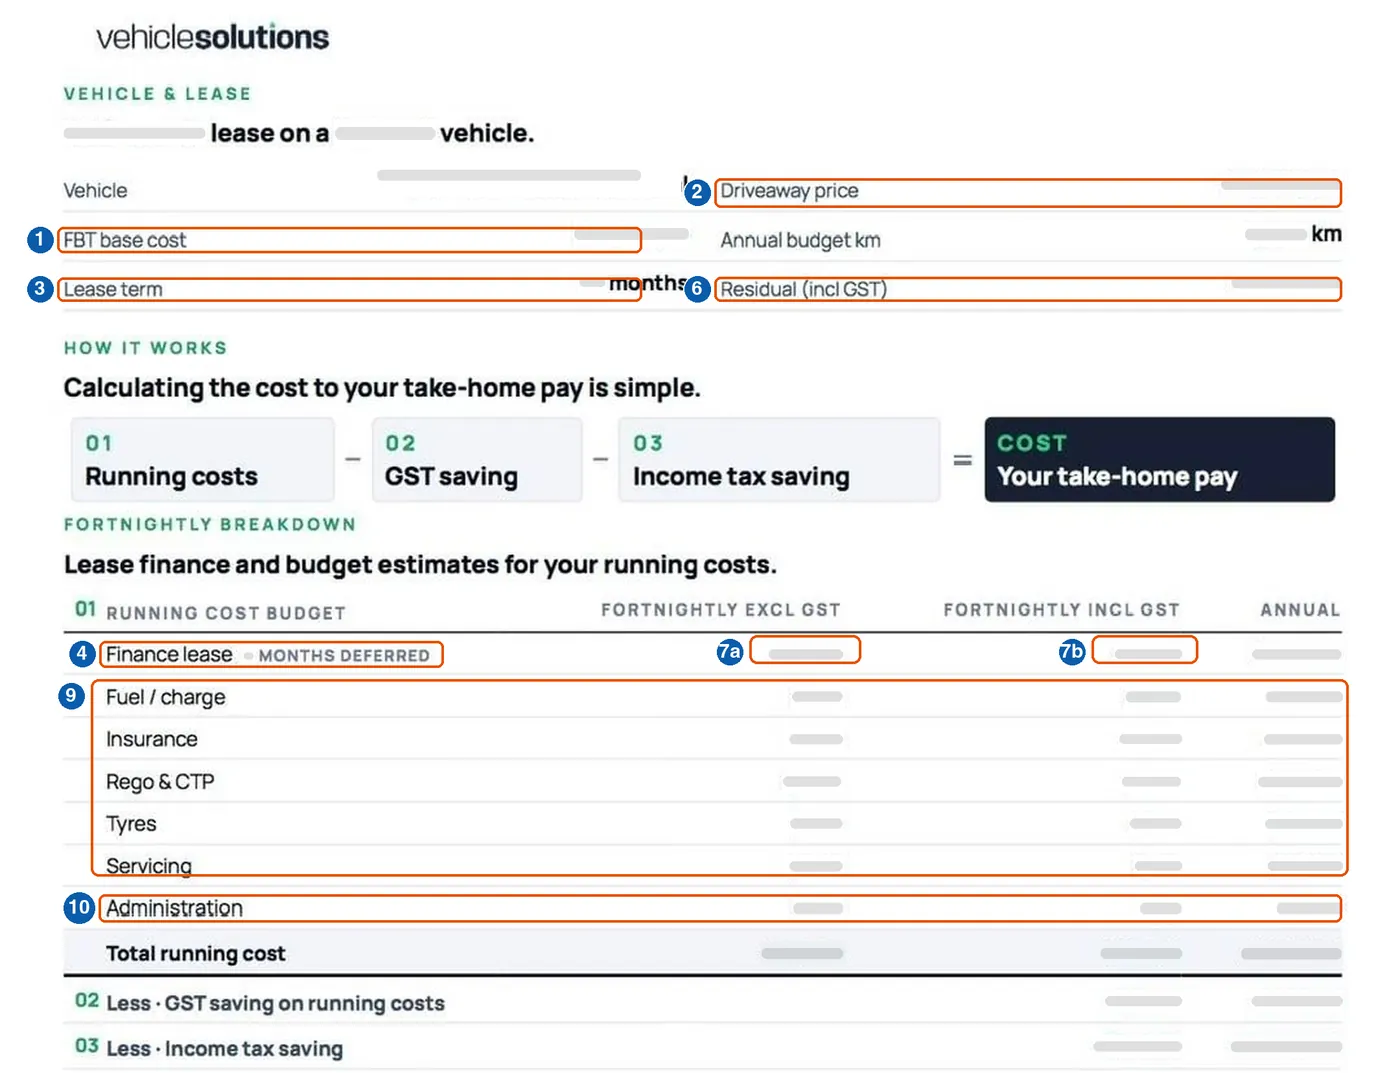 vehiclesolutions
VEHICLE & LEASE
lease on a vehicle.
Vehicle
2 Driveaway price
1 FBT base cost
Annual budget km km
3 Lease term months
6 Residual (incl GST)
HOW IT WORKS
Calculating the cost to your take-home pay is simple.
01
Running costs
–
02
GST saving
–
03
Income tax saving
=
COST
Your take-home pay
FORTNIGHTLY BREAKDOWN
Lease finance and budget estimates for your running costs.
01 RUNNING COST BUDGET FORTNIGHTLY EXCL GST FORTNIGHTLY INCL GST ANNUAL
4 Finance lease MONTHS DEFERRED 7a 7b
9 Fuel / charge
Insurance
Rego & CTP
Tyres
Servicing
10 Administration
Total running cost
02 Less · GST saving on running costs
03 Less · Income tax saving